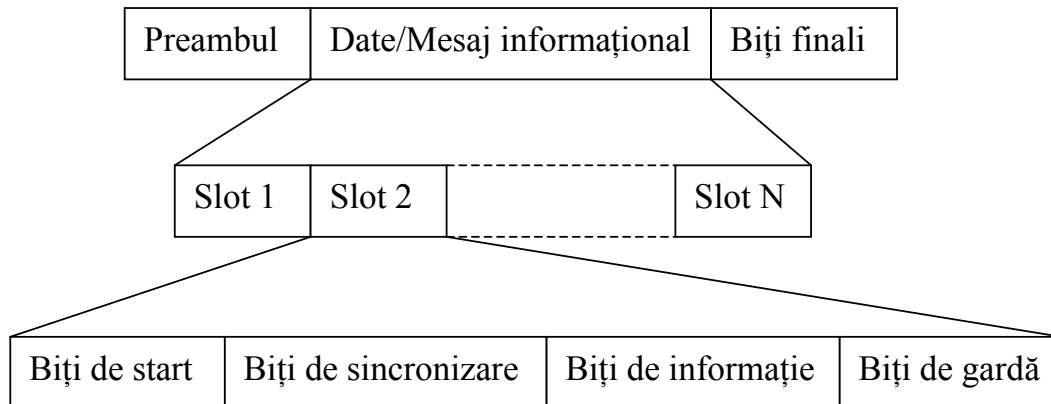 Preambul Date/Mesaj informațional Biți finali
Slot 1 Slot 2 Slot N
Biți de start Biți de sincronizare Biți de informație Biți de gardă